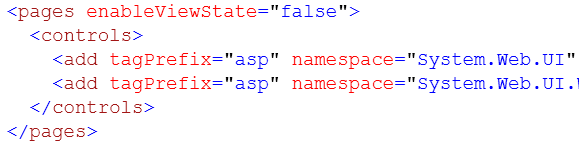 <pages enableViewState="false">
<controls>
<add tagPrefix="asp" namespace="System.Web.UI"
<add tagPrefix="asp" namespace="System.Web.UI.
</controls>
</pages>